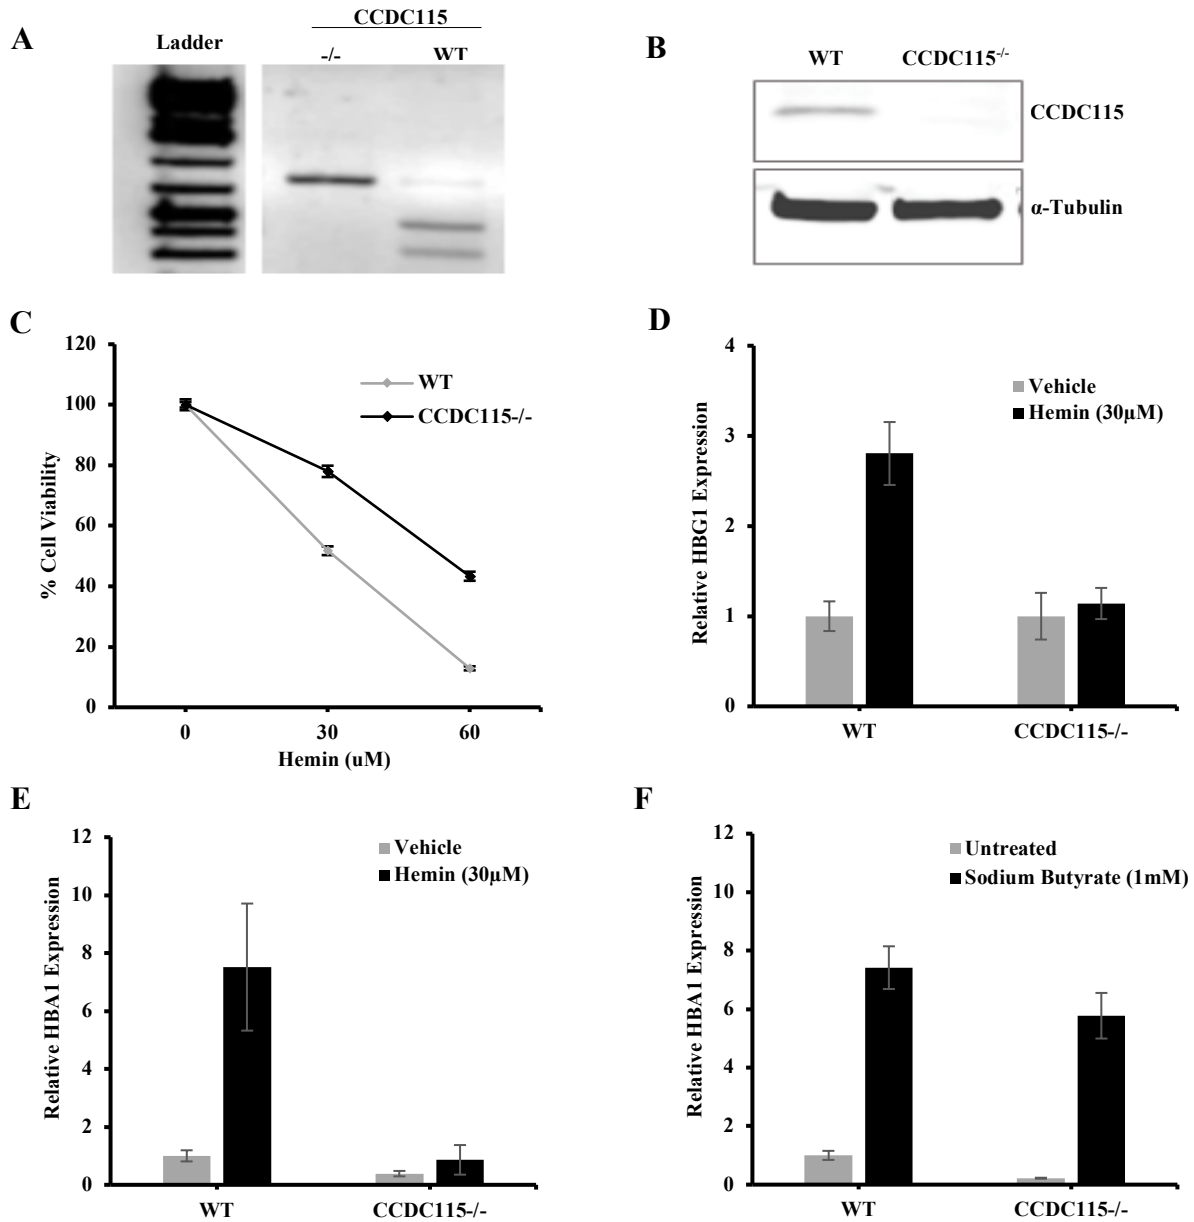 A
Ladder
CCDC115
-/-
WT
B
WT
CCDC115-/-
CCDC115
α-Tubulin
C
120
100
80
60
40
20
0
% Cell Viability
WT
CCDC115-/-
0
30
60
Hemin (uM)
D
4
3
2
1
0
Relative HBG1 Expression
Vehicle
Hemin (30µM)
WT
CCDC115-/-
E
12
10
8
6
4
2
0
Relative HBA1 Expression
Vehicle
Hemin (30µM)
WT
CCDC115-/-
F
12
10
8
6
4
2
0
Relative HBA1 Expression
Untreated
Sodium Butyrate (1mM)
WT
CCDC115-/-